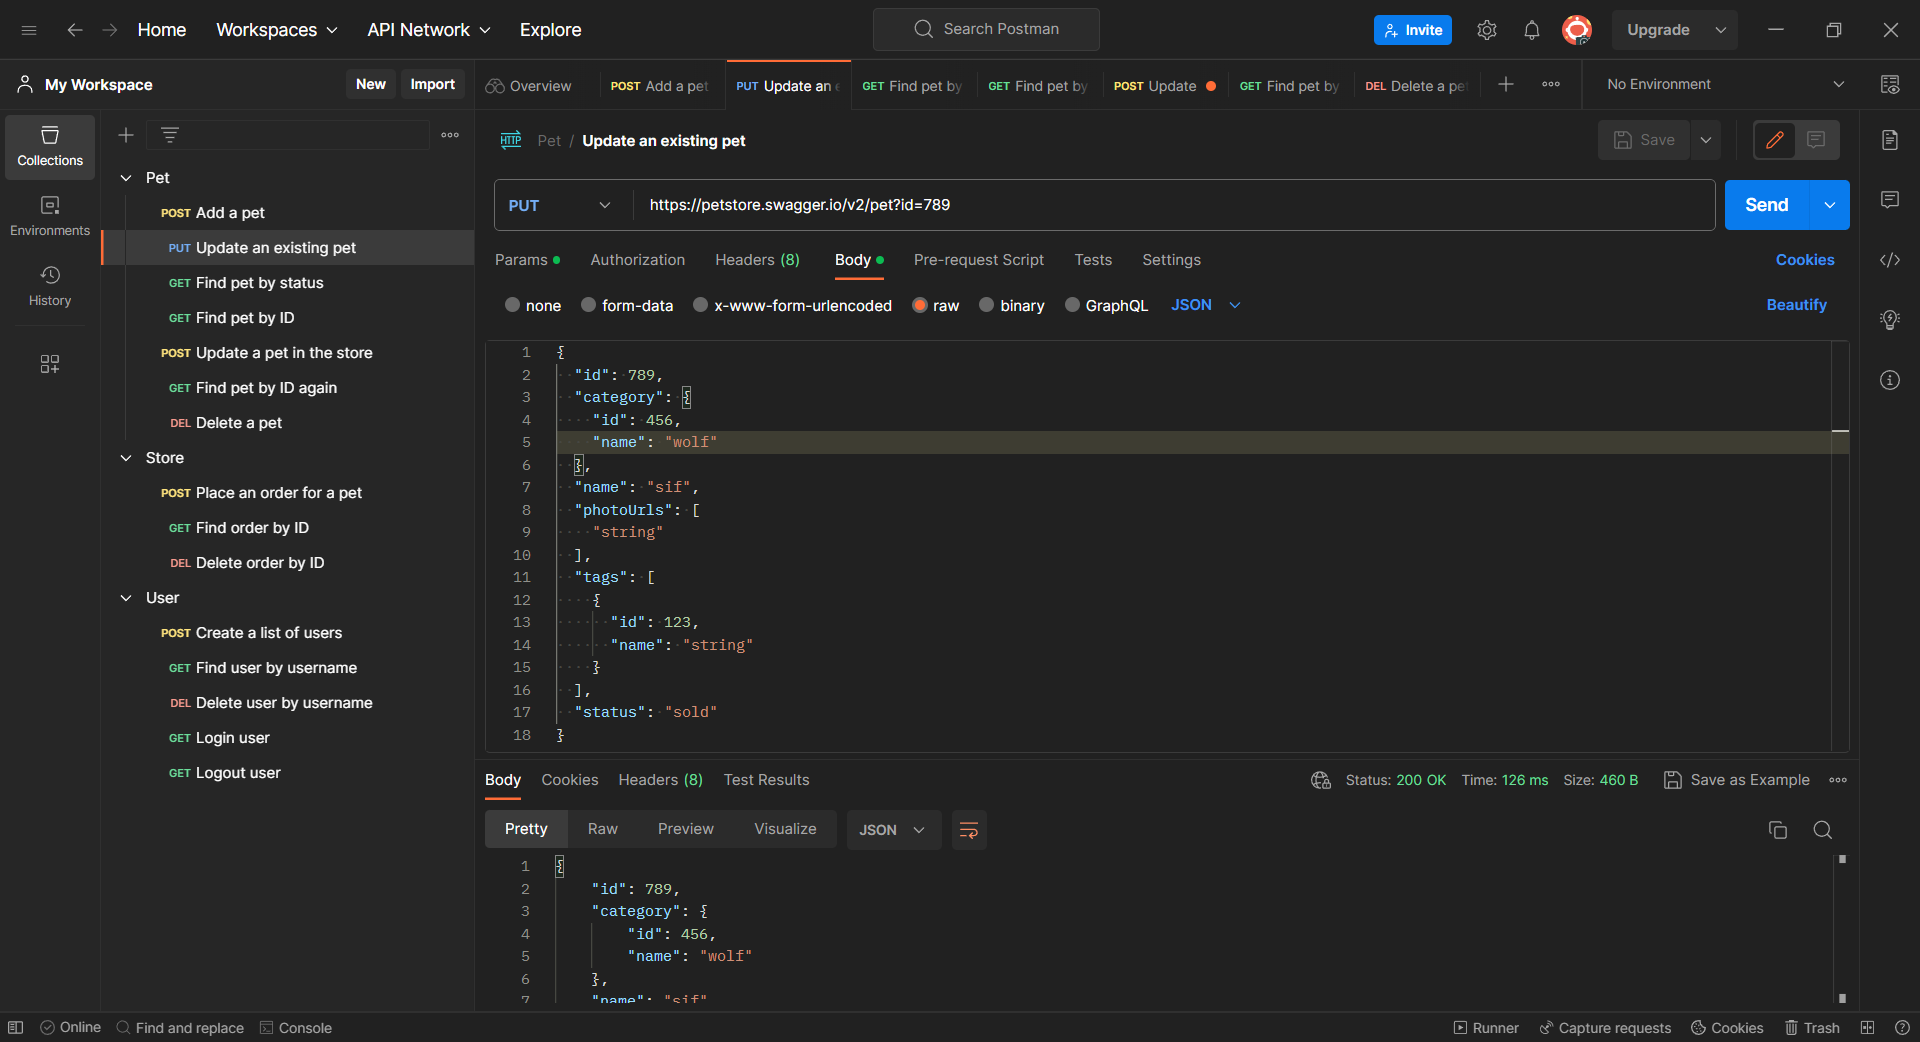 Home Workspaces API Network Explore Search Postman Invite Upgrade
My Workspace New Import Overview POST Add a pet PUT Update an e GET Find pet by GET Find pet by POST Update GET Find pet by DEL Delete a pet No Environment
Collections
Environments
History
Pet
POST Add a pet
PUT Update an existing pet
GET Find pet by status
GET Find pet by ID
POST Update a pet in the store
GET Find pet by ID again
DEL Delete a pet
Store
POST Place an order for a pet
GET Find order by ID
DEL Delete order by ID
User
POST Create a list of users
GET Find user by username
DEL Delete user by username
GET Login user
GET Logout user
HTTP Pet / Update an existing pet Save
PUT https://petstore.swagger.io/v2/pet?id=789 Send
Params Authorization Headers (8) Body Pre-request Script Tests Settings Cookies
none form-data x-www-form-urlencoded raw binary GraphQL JSON Beautify
1 {
2 "id": 789,
3 "category": {
4 "id": 456,
5 "name": "wolf"
6 },
7 "name": "sif",
8 "photoUrls": [
9 "string"
10 ],
11 "tags": [
12 {
13 "id": 123,
14 "name": "string"
15 }
16 ],
17 "status": "sold"
18 }
Body Cookies Headers (8) Test Results Status: 200 OK Time: 126 ms Size: 460 B Save as Example
Pretty Raw Preview Visualize JSON
1 {
2 "id": 789,
3 "category": {
4 "id": 456,
5 "name": "wolf"
6 },
7 "name": "sif"
Online Find and replace Console Runner Capture requests Cookies Trash